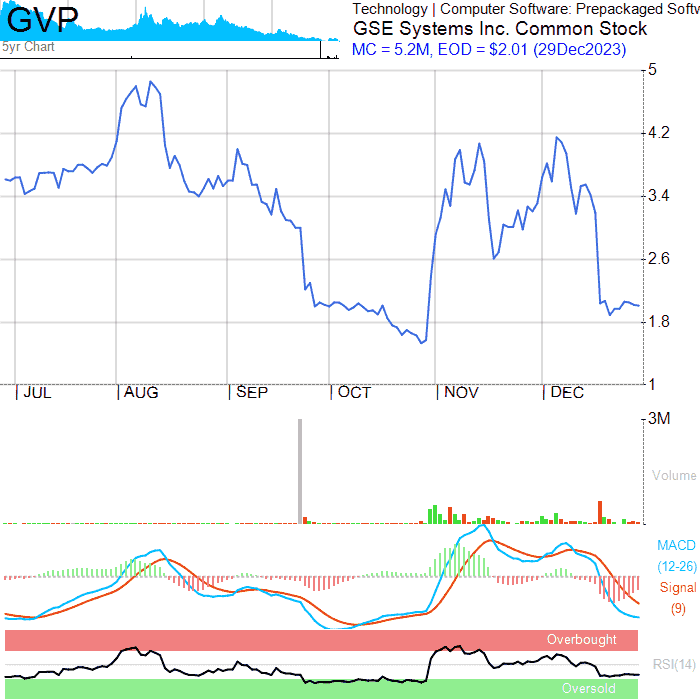 GVP
5yr Chart
Technology | Computer Software: Prepackaged Softw
GSE Systems Inc. Common Stock
MC = 5.2M, EOD = $2.01 (29Dec2023)
5
4.2
3.4
2.6
1.8
1
JUL AUG SEP OCT NOV DEC
3M
Volume
MACD
(12-26)
Signal
(9)
Overbought
RSI(14)
Oversold